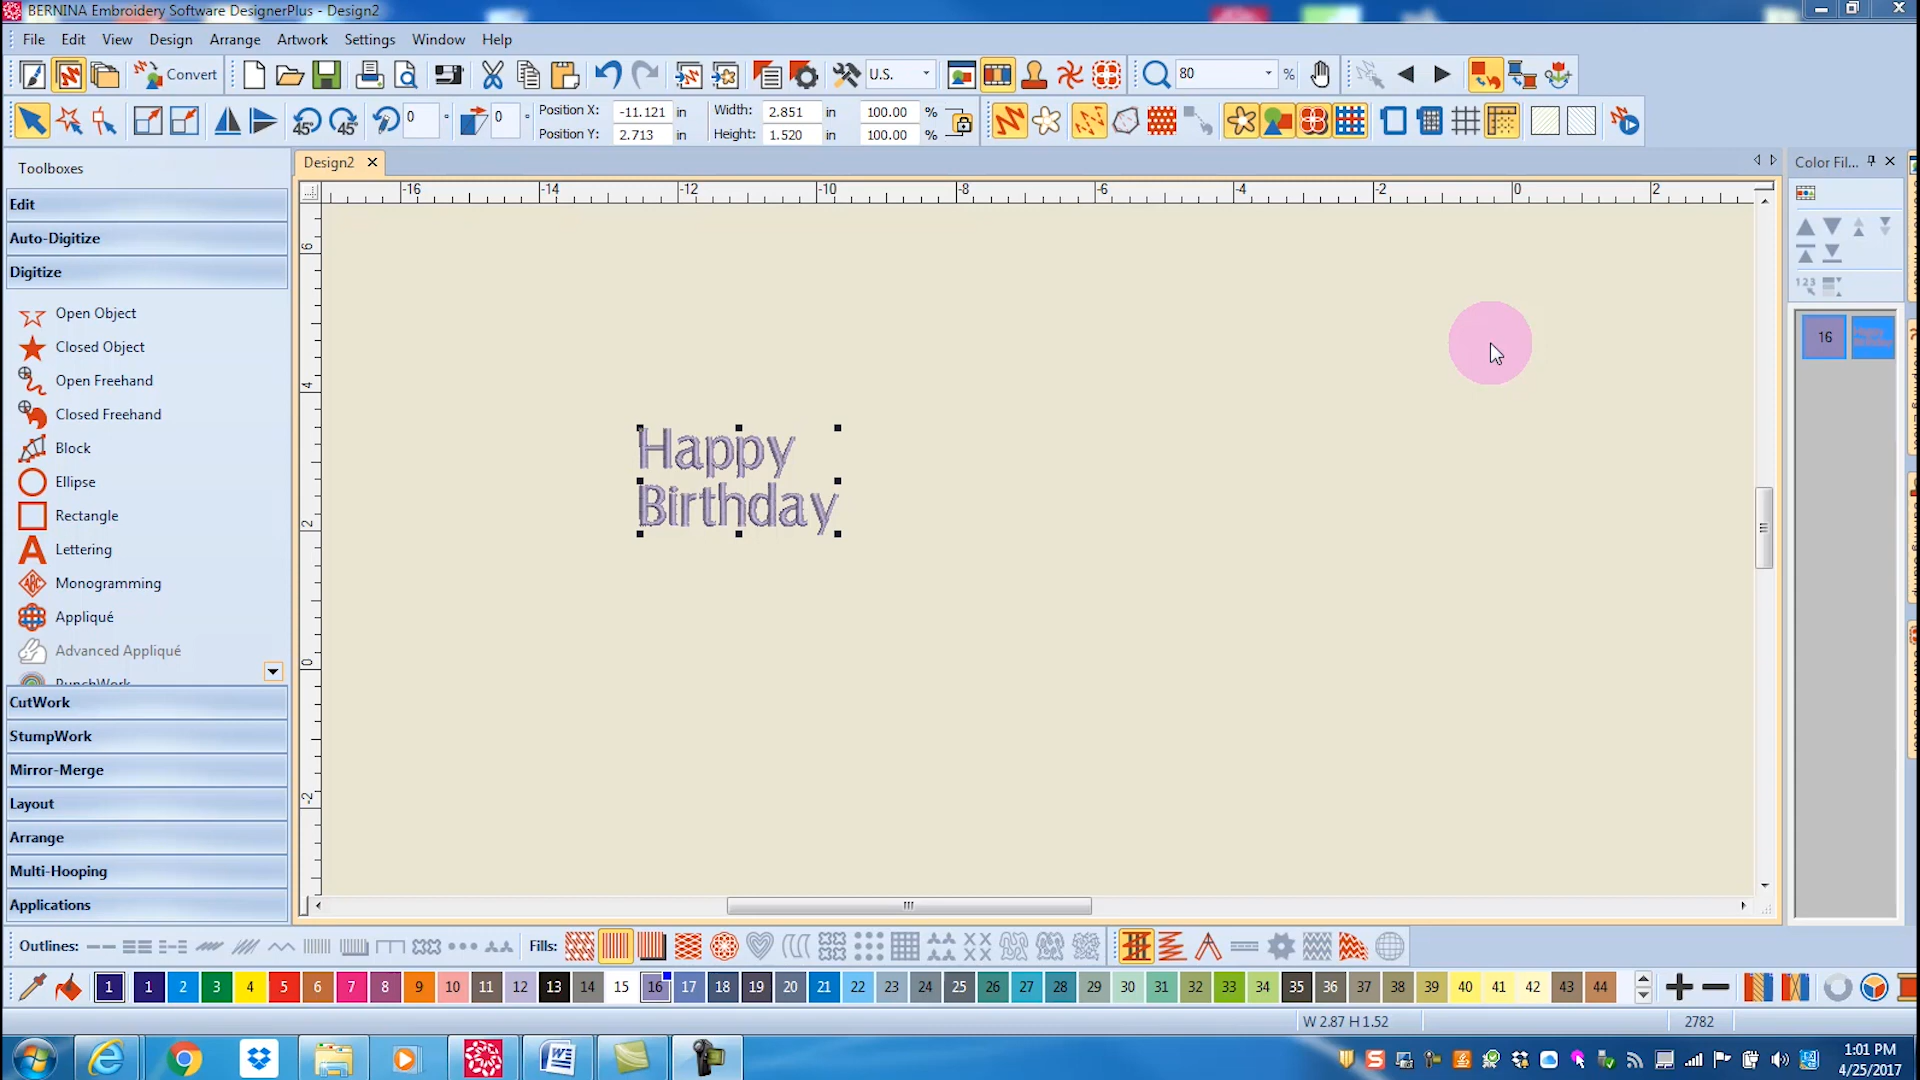 BERNINA Embroidery Software DesignerPlus - Design2
File Edit View Design Arrange Artwork Settings Window Help
Convert U.S. 80 %
45° 45° 0 ° 0 ° Position X: -11.121 in Width: 2.851 in 100.00 %
Position Y: 2.713 in Height: 1.520 in 100.00 %
Toolboxes
Design2
Color Fil...
-16 -14 -12 -10 -8 -6 -4 -2 0 2
Edit
Auto-Digitize
Digitize
Open Object
Closed Object
Open Freehand
Closed Freehand
Block
Ellipse
Rectangle
Lettering
Monogramming
Appliqué
Advanced Appliqué
PunchWork
CutWork
StumpWork
Mirror-Merge
Layout
Arrange
Multi-Hooping
Applications
6
4
2
0
-2
Happy
Birthday
1 2 3
16
Outlines: Fills:
1 1 2 3 4 5 6 7 8 9 10 11 12 13 14 15 16 17 18 19 20 21 22 23 24 25 26 27 28 29 30 31 32 33 34 35 36 37 38 39 40 41 42 43 44
W 2.87 H 1.52 2782
1:01 PM
4/25/2017